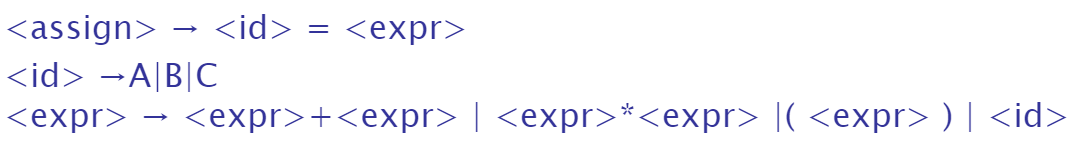 <assign> → <id> = <expr>
<id> →A|B|C
<expr> → <expr>+<expr> | <expr>*<expr> |( <expr> ) | <id>